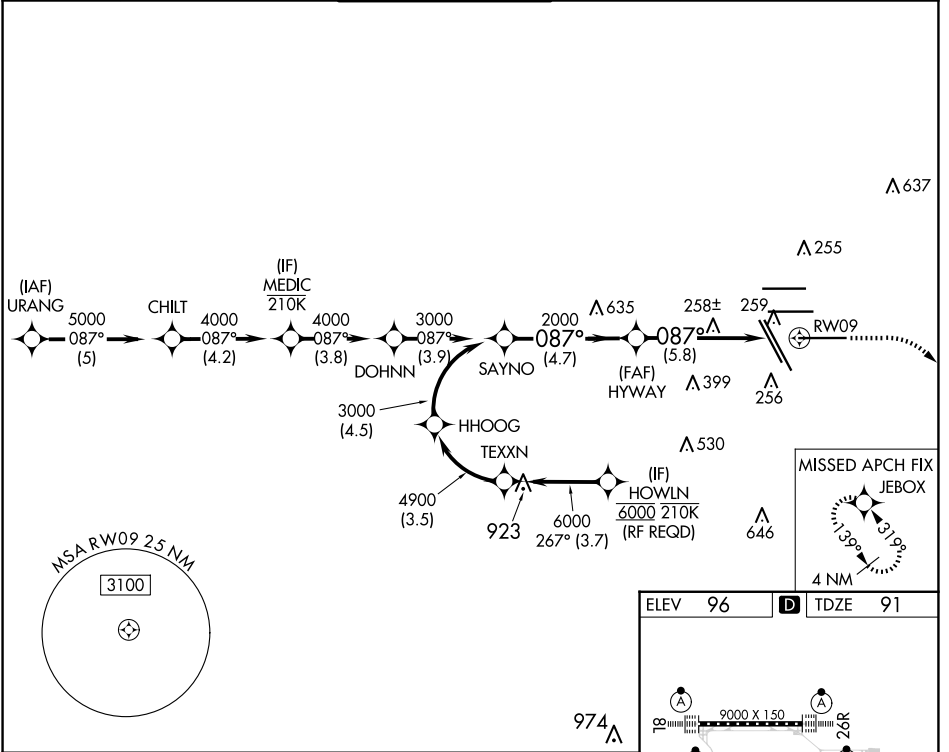 637
255
(IAF)
URANG
5000
087°
(5)
CHILT
4000
087°
(4.2)
(IF)
MEDIC
210K
4000
087°
(3.8)
DOHNN
3000
087°
(3.9)
SAYNO
2000
087°
(4.7)
635
(FAF)
HYWAY
258±
087°
(5.8)
259
RW09
399
256
3000
(4.5)
HHOOG
530
TEXXN
4900
(3.5)
923
6000
267° (3.7)
(IF)
HOWLN
6000 210K
(RF REQD)
646
MISSED APCH FIX
JEBOX
139°
319°
4 NM
MSA RW09 25 NM
3100
ELEV 96 D TDZE 91
A
A
8L
9000 X 150
26R
974